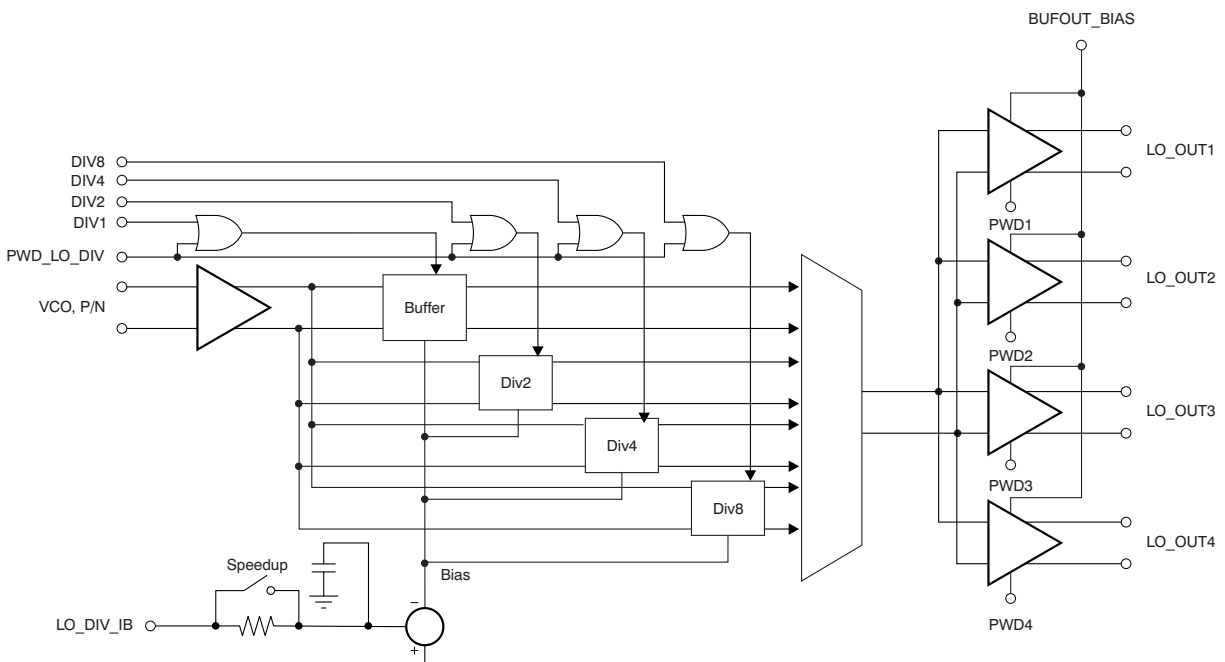 BUFOUT_BIAS
DIV8
DIV4
DIV2
DIV1
PWD_LO_DIV
VCO, P/N
Buffer
Div2
Div4
Div8
LO_OUT1
PWD1
LO_OUT2
PWD2
LO_OUT3
PWD3
LO_OUT4
PWD4
Speedup
Bias
LO_DIV_IB
−
+